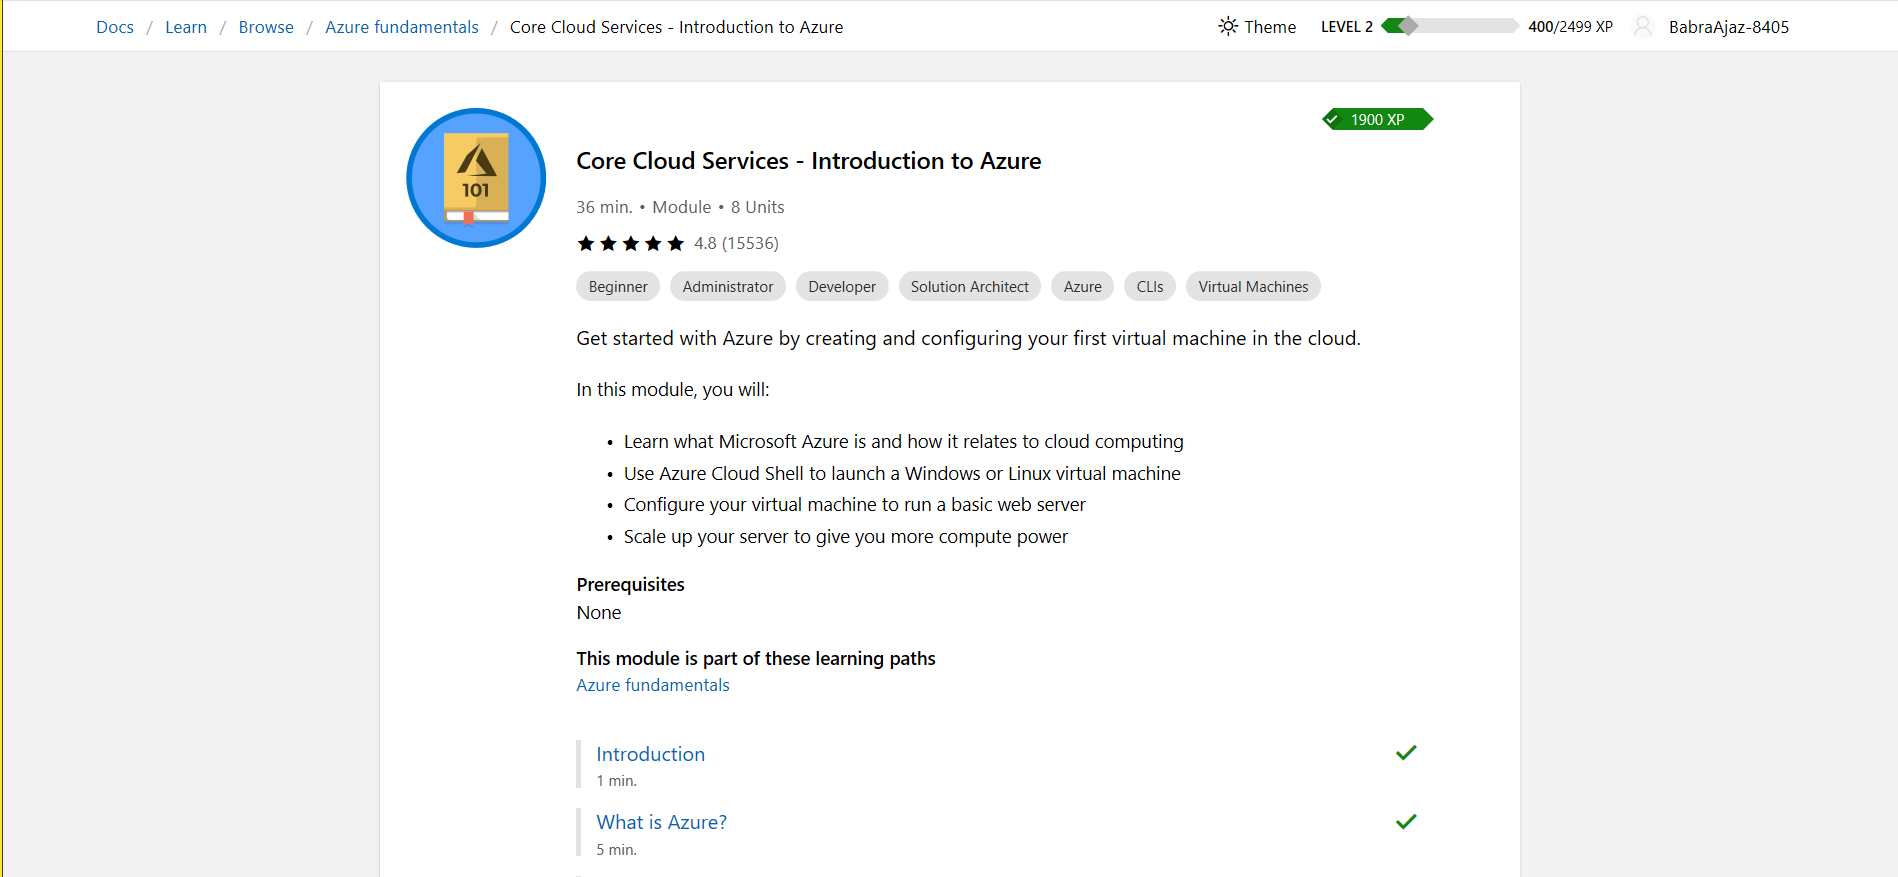 Docs / Learn / Browse / Azure fundamentals / Core Cloud Services - Introduction to Azure
Theme LEVEL 2 400/2499 XP BabraAjaz-8405
1900 XP
101
Core Cloud Services - Introduction to Azure
36 min. • Module • 8 Units
4.8 (15536)
Beginner Administrator Developer Solution Architect Azure CLIs Virtual Machines
Get started with Azure by creating and configuring your first virtual machine in the cloud.
In this module, you will:
• Learn what Microsoft Azure is and how it relates to cloud computing
• Use Azure Cloud Shell to launch a Windows or Linux virtual machine
• Configure your virtual machine to run a basic web server
• Scale up your server to give you more compute power
Prerequisites
None
This module is part of these learning paths
Azure fundamentals
Introduction
1 min.
What is Azure?
5 min.